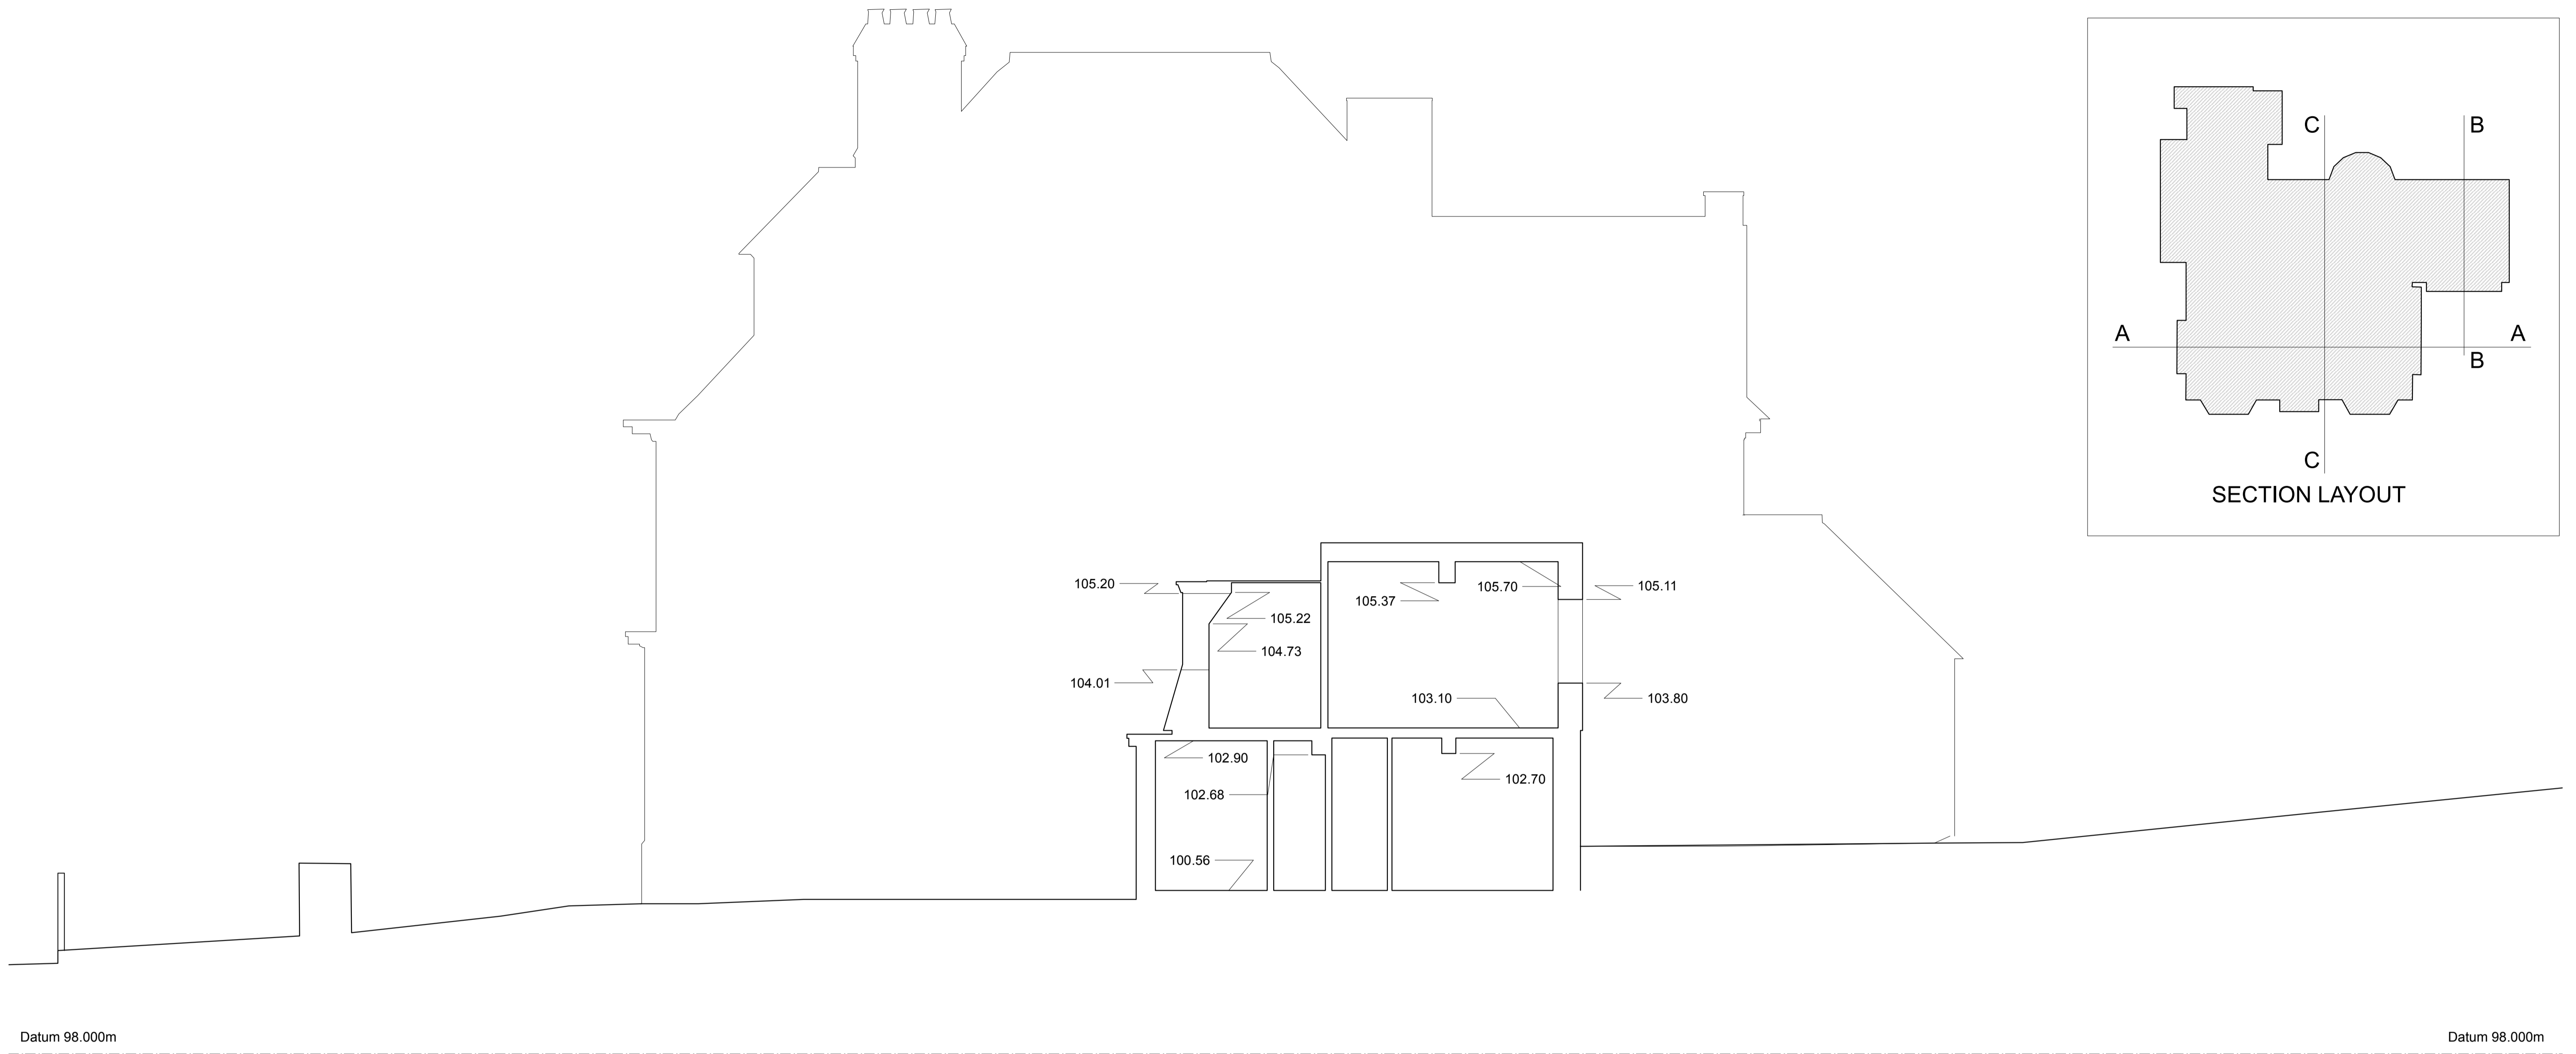 C
B
A
A
B
C
SECTION LAYOUT
105.20
105.22
105.37
105.70
105.11
104.73
104.01
103.10
103.80
102.90
102.68
102.70
100.56
Datum 98.000m
Datum 98.000m